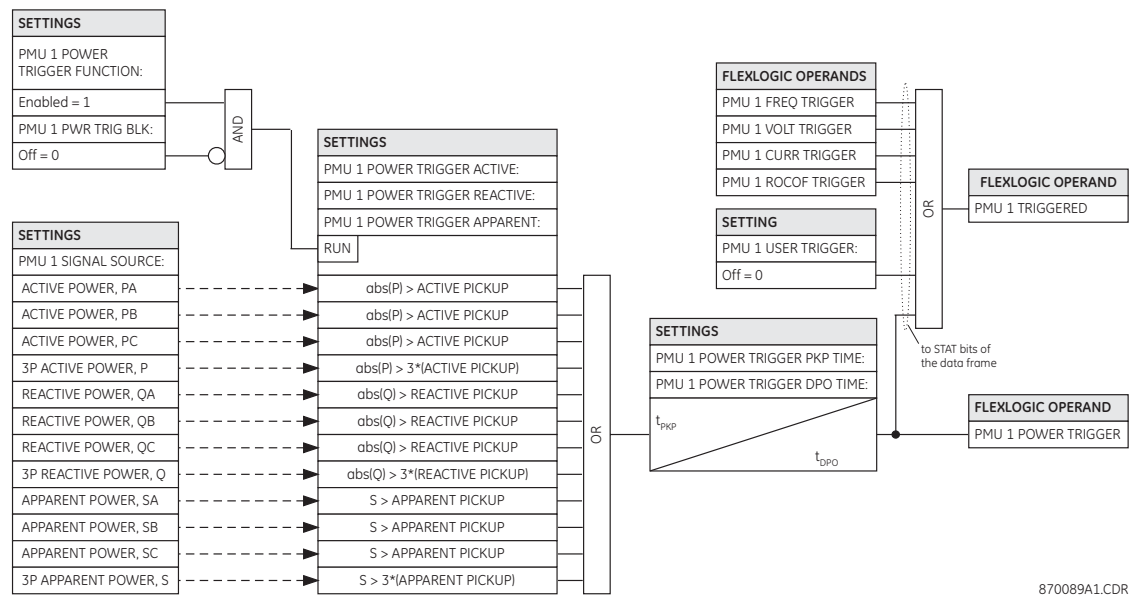 SETTINGS
PMU 1 POWER
TRIGGER FUNCTION:
Enabled = 1
PMU 1 PWR TRIG BLK:
Off = 0
AND
SETTINGS
PMU 1 SIGNAL SOURCE:
ACTIVE POWER, PA
ACTIVE POWER, PB
ACTIVE POWER, PC
3P ACTIVE POWER, P
REACTIVE POWER, QA
REACTIVE POWER, QB
REACTIVE POWER, QC
3P REACTIVE POWER, Q
APPARENT POWER, SA
APPARENT POWER, SB
APPARENT POWER, SC
3P APPARENT POWER, S
SETTINGS
PMU 1 POWER TRIGGER ACTIVE:
PMU 1 POWER TRIGGER REACTIVE:
PMU 1 POWER TRIGGER APPARENT:
RUN
abs(P) > ACTIVE PICKUP
abs(P) > ACTIVE PICKUP
abs(P) > ACTIVE PICKUP
abs(P) > 3*(ACTIVE PICKUP)
abs(Q) > REACTIVE PICKUP
abs(Q) > REACTIVE PICKUP
abs(Q) > REACTIVE PICKUP
abs(Q) > 3*(REACTIVE PICKUP)
S > APPARENT PICKUP
S > APPARENT PICKUP
S > APPARENT PICKUP
S > 3*(APPARENT PICKUP)
OR
SETTINGS
PMU 1 POWER TRIGGER PKP TIME:
PMU 1 POWER TRIGGER DPO TIME:
tPKP
tDPO
FLEXLOGIC OPERANDS
PMU 1 FREQ TRIGGER
PMU 1 VOLT TRIGGER
PMU 1 CURR TRIGGER
PMU 1 ROCOF TRIGGER
SETTING
PMU 1 USER TRIGGER:
Off = 0
OR
to STAT bits of
the data frame
FLEXLOGIC OPERAND
PMU 1 TRIGGERED
FLEXLOGIC OPERAND
PMU 1 POWER TRIGGER
870089A1.CDR